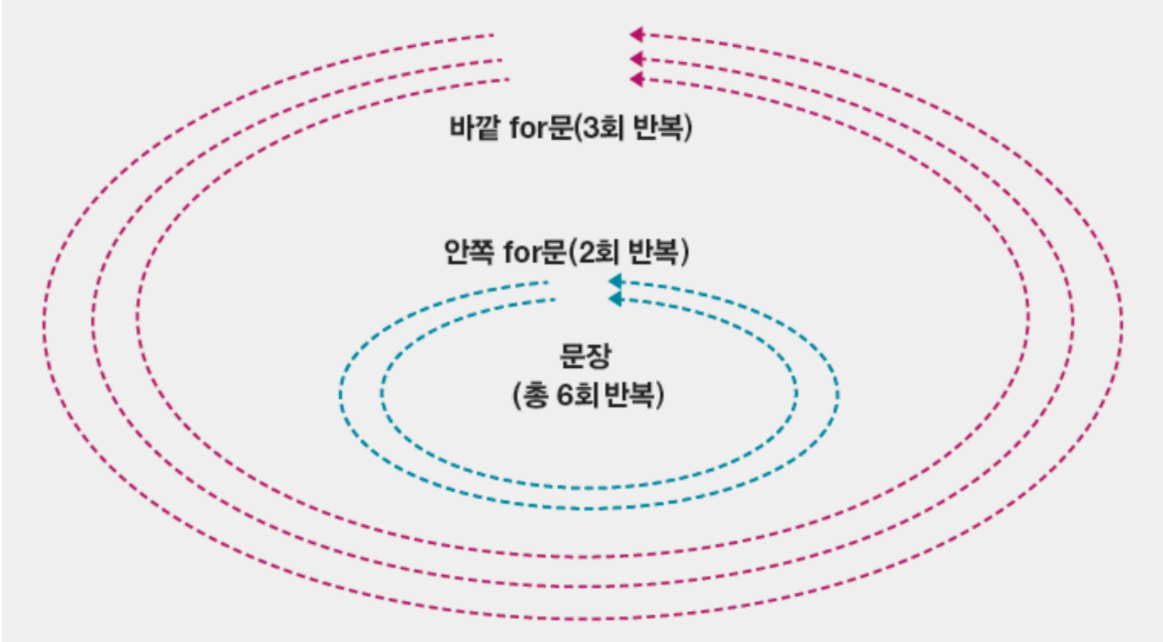 바깥 for문(3회 반복)
안쪽 for문(2회 반복)
문장
(총 6회 반복)